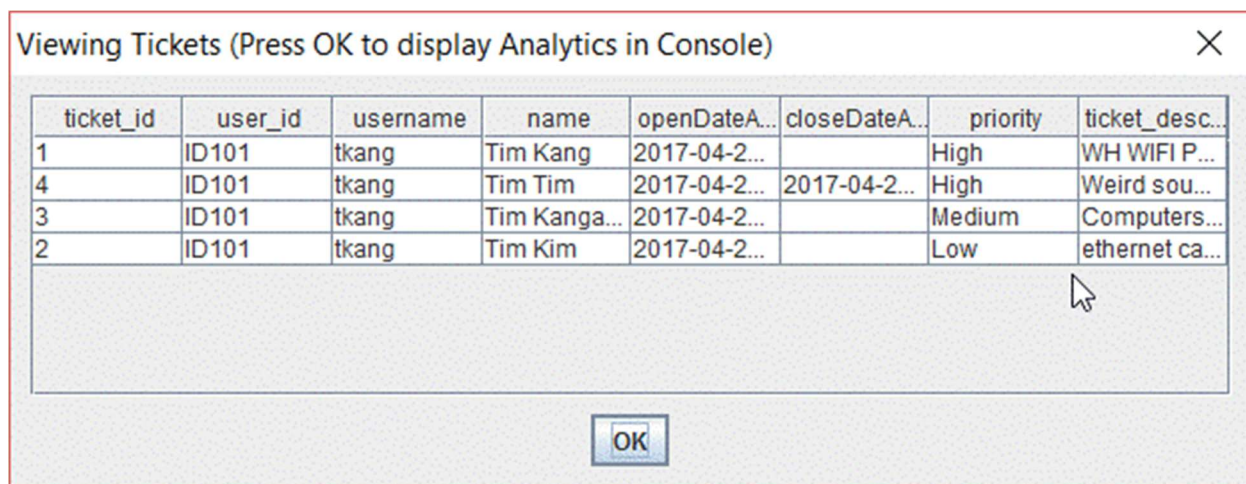 Viewing Tickets (Press OK to display Analytics in Console)
ticket_id user_id username name openDateA... closeDateA... priority ticket_desc...
1 ID101 tkang Tim Kang 2017-04-2... High WH WIFI P...
4 ID101 tkang Tim Tim 2017-04-2... 2017-04-2... High Weird sou...
3 ID101 tkang Tim Kanga... 2017-04-2... Medium Computers...
2 ID101 tkang Tim Kim 2017-04-2... Low ethernet ca...
OK